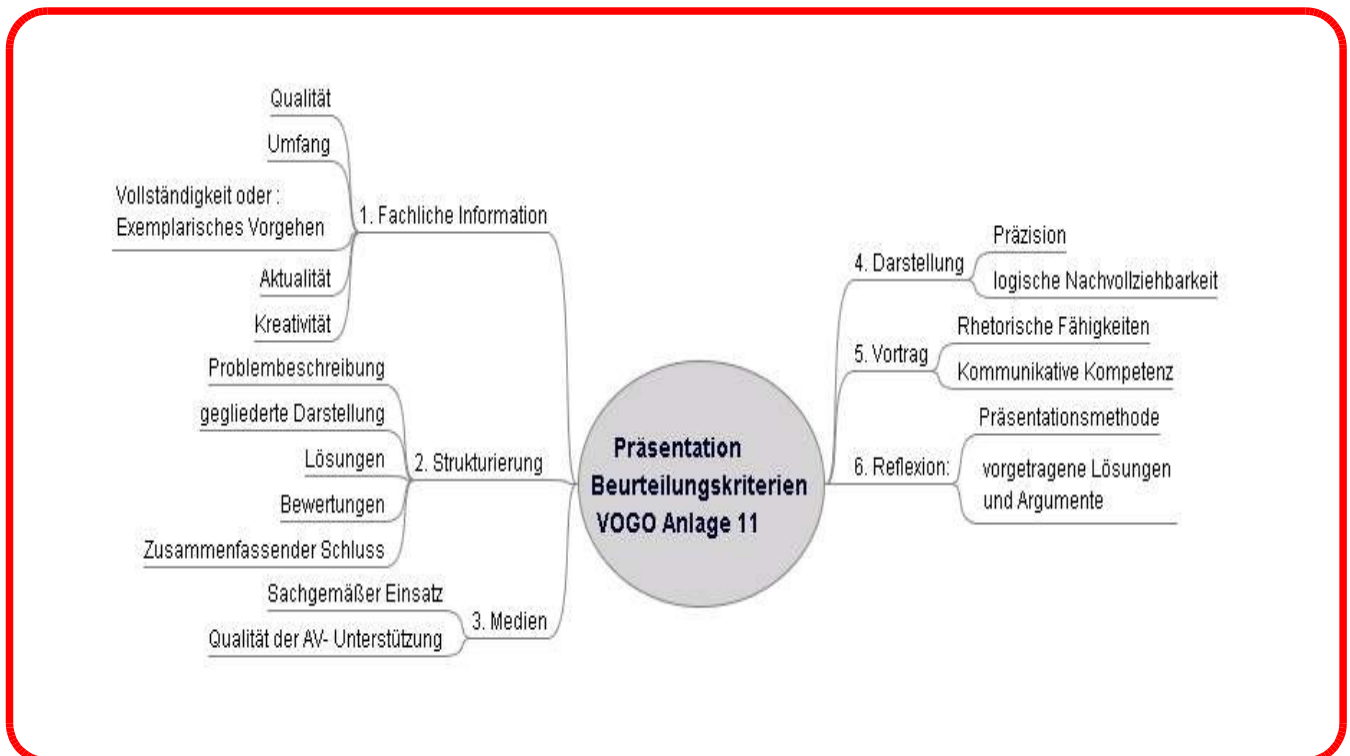 Präsentation
Beurteilungskriterien
VOGO Anlage 11
1. Fachliche Information
Qualität
Umfang
Vollständigkeit oder :
Exemplarisches Vorgehen
Aktualität
Kreativität
2. Strukturierung
Problembeschreibung
gegliederte Darstellung
Lösungen
Bewertungen
Zusammenfassender Schluss
3. Medien
Sachgemäßer Einsatz
Qualität der AV- Unterstützung
4. Darstellung
Präzision
logische Nachvollziehbarkeit
5. Vortrag
Rhetorische Fähigkeiten
Kommunikative Kompetenz
6. Reflexion:
Präsentationsmethode
vorgetragene Lösungen
und Argumente